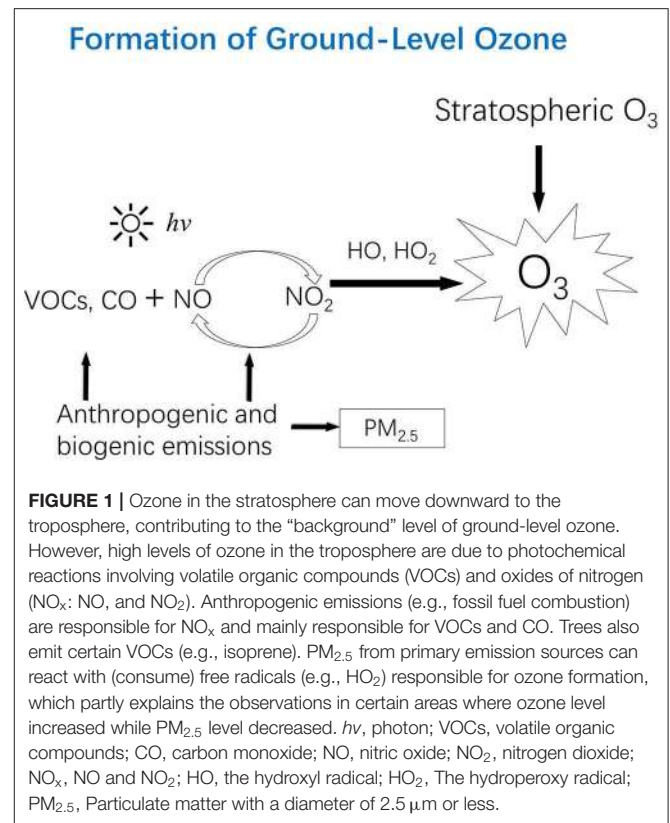 Formation of Ground-Level Ozone
Stratospheric O₃
hν
HO, HO₂
O₃
VOCs, CO + NO
NO₂
Anthropogenic and
biogenic emissions
PM₂.₅
FIGURE 1 | Ozone in the stratosphere can move downward to the
troposphere, contributing to the “background” level of ground-level ozone.
However, high levels of ozone in the troposphere are due to photochemical
reactions involving volatile organic compounds (VOCs) and oxides of nitrogen
(NOₓ: NO, and NO₂). Anthropogenic emissions (e.g., fossil fuel combustion)
are responsible for NOₓ and mainly responsible for VOCs and CO. Trees also
emit certain VOCs (e.g., isoprene). PM₂.₅ from primary emission sources can
react with (consume) free radicals (e.g., HO₂) responsible for ozone formation,
which partly explains the observations in certain areas where ozone level
increased while PM₂.₅ level decreased. hν, photon; VOCs, volatile organic
compounds; CO, carbon monoxide; NO, nitric oxide; NO₂, nitrogen dioxide;
NOₓ, NO and NO₂; HO, the hydroxyl radical; HO₂, The hydroperoxy radical;
PM₂.₅, Particulate matter with a diameter of 2.5 μm or less.